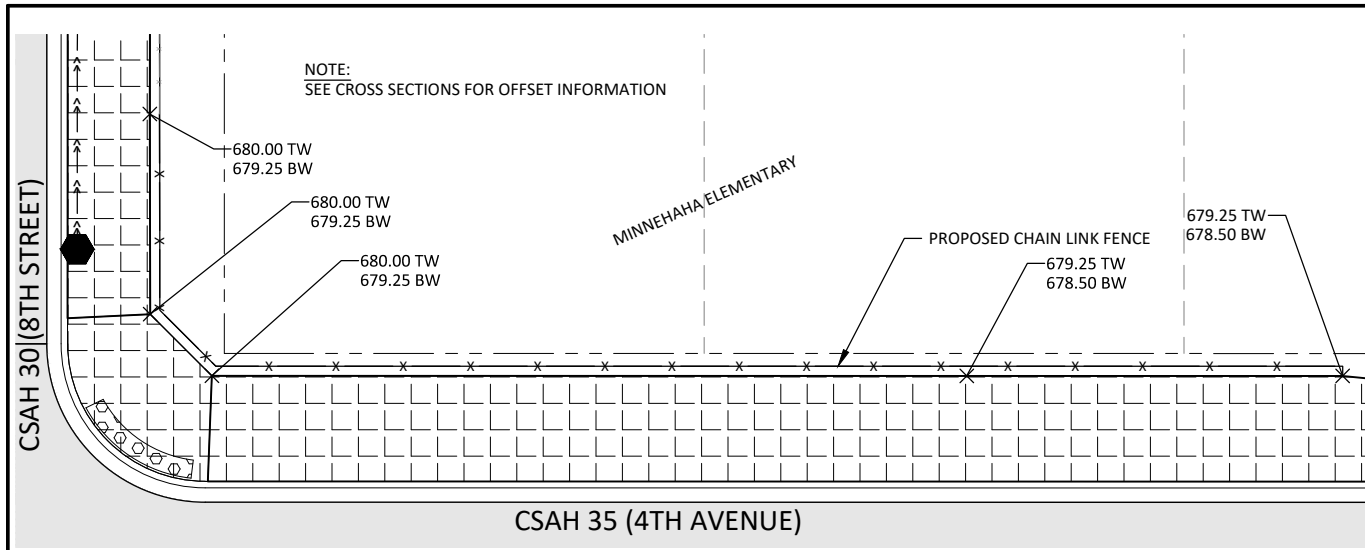 NOTE:
SEE CROSS SECTIONS FOR OFFSET INFORMATION
680.00 TW
679.25 BW
680.00 TW
679.25 BW
680.00 TW
679.25 BW
MINNEHAHA ELEMENTARY
PROPOSED CHAIN LINK FENCE
679.25 TW
678.50 BW
679.25 TW
678.50 BW
CSAH 30 (8TH STREET)
CSAH 35 (4TH AVENUE)